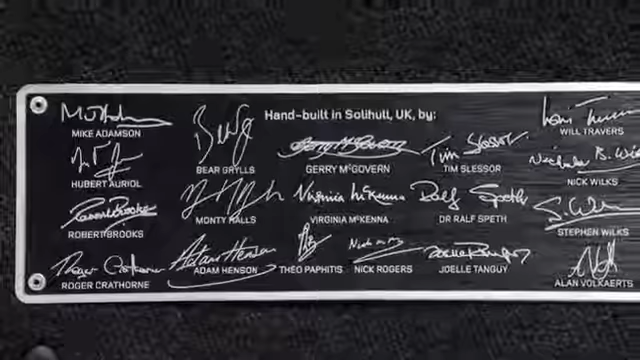 Hand-built in Solihull, UK, by:
MIKE ADAMSON
WILL TRAVERS
BEAR GRYLLS
GERRY McGOVERN
TIM SLESSOR
HUBERT AURIOL
NICK WILKS
MONTY HALLS
VIRGINIA McKENNA
DR RALF SPETH
ROBERT BROOKS
STEPHEN WILKS
ADAM HENSON
THEO PAPHITIS
NICK ROGERS
JOELLE TANGUY
ROGER CRATHORNE
ALAN VOLKAERTS